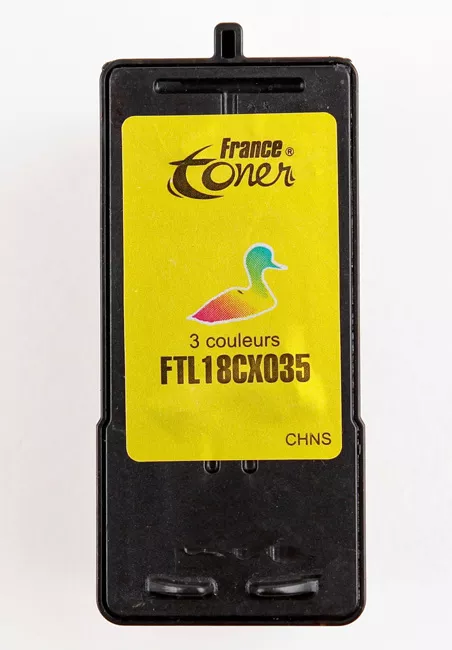 France ®
toner
3 couleurs
FTL18CX035
CHNS